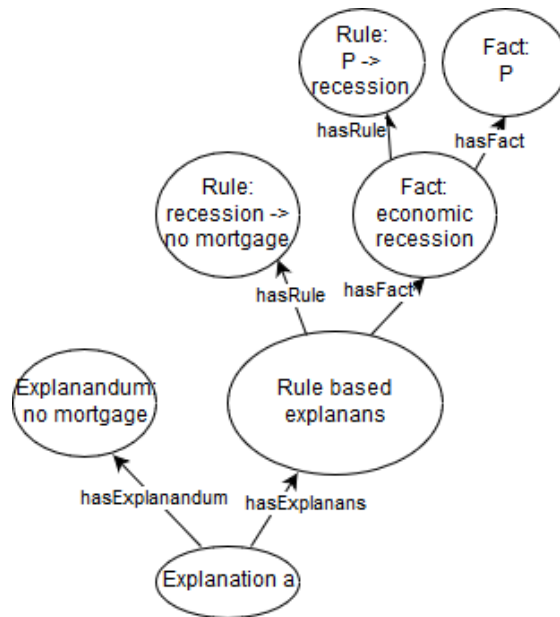 Rule:
P ->
recession
Fact:
P
hasRule
hasFact
Rule:
recession ->
no mortgage
Fact:
economic
recession
hasRule
hasFact
Explanandum:
no mortgage
Rule based
explanans
hasExplanandum
hasExplanans
Explanation a